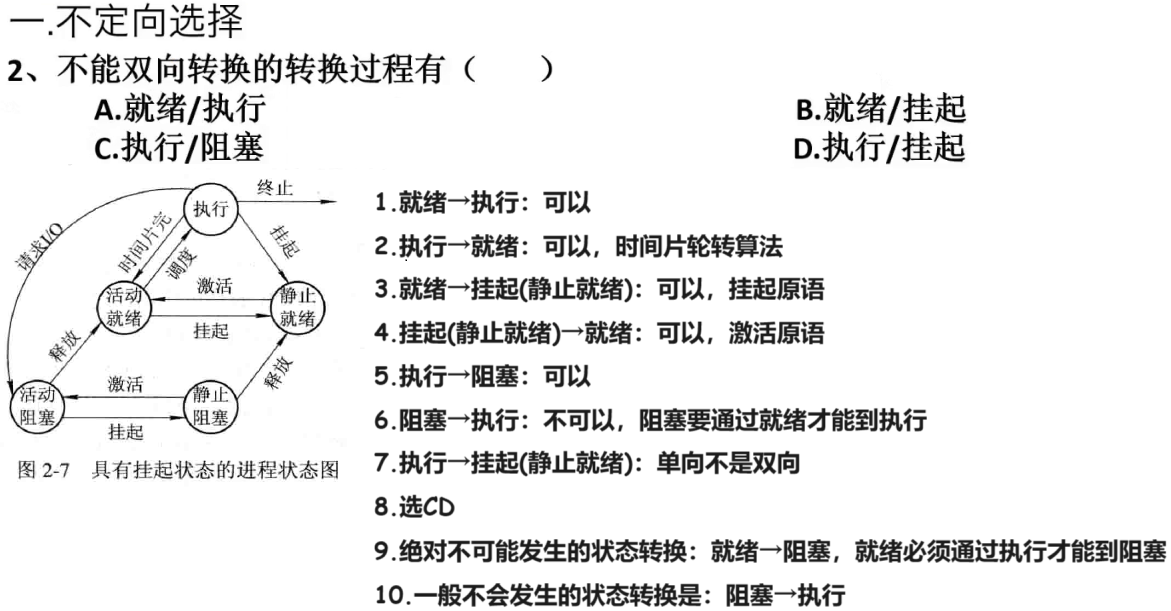 一.不定向选择
2、不能双向转换的转换过程有（　　）
A.就绪/执行 B.就绪/挂起
C.执行/阻塞 D.执行/挂起
终止
执行
请求I/O
时间片完
调度
挂起
活动
就绪
激活
挂起
静止
就绪
释放
释放
活动
阻塞
激活
挂起
静止
阻塞
图 2-7 具有挂起状态的进程状态图
1.就绪→执行：可以
2.执行→就绪：可以，时间片轮转算法
3.就绪→挂起(静止就绪)：可以，挂起原语
4.挂起(静止就绪)→就绪：可以，激活原语
5.执行→阻塞：可以
6.阻塞→执行：不可以，阻塞要通过就绪才能到执行
7.执行→挂起(静止就绪)：单向不是双向
8.选CD
9.绝对不可能发生的状态转换：就绪→阻塞，就绪必须通过执行才能到阻塞
10.一般不会发生的状态转换是：阻塞→执行